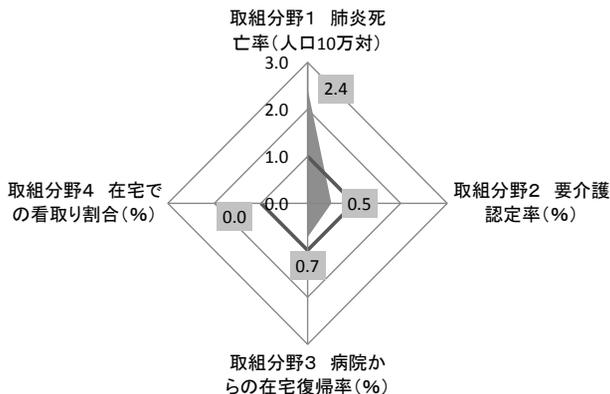 取組分野1　肺炎死
亡率(人口10万対)
3.0
2.4
2.0
1.0
取組分野4　在宅で
の看取り割合(%)
0.0
0.0
0.5
取組分野2　要介護
認定率(%)
0.7
取組分野3　病院か
らの在宅復帰率(%)